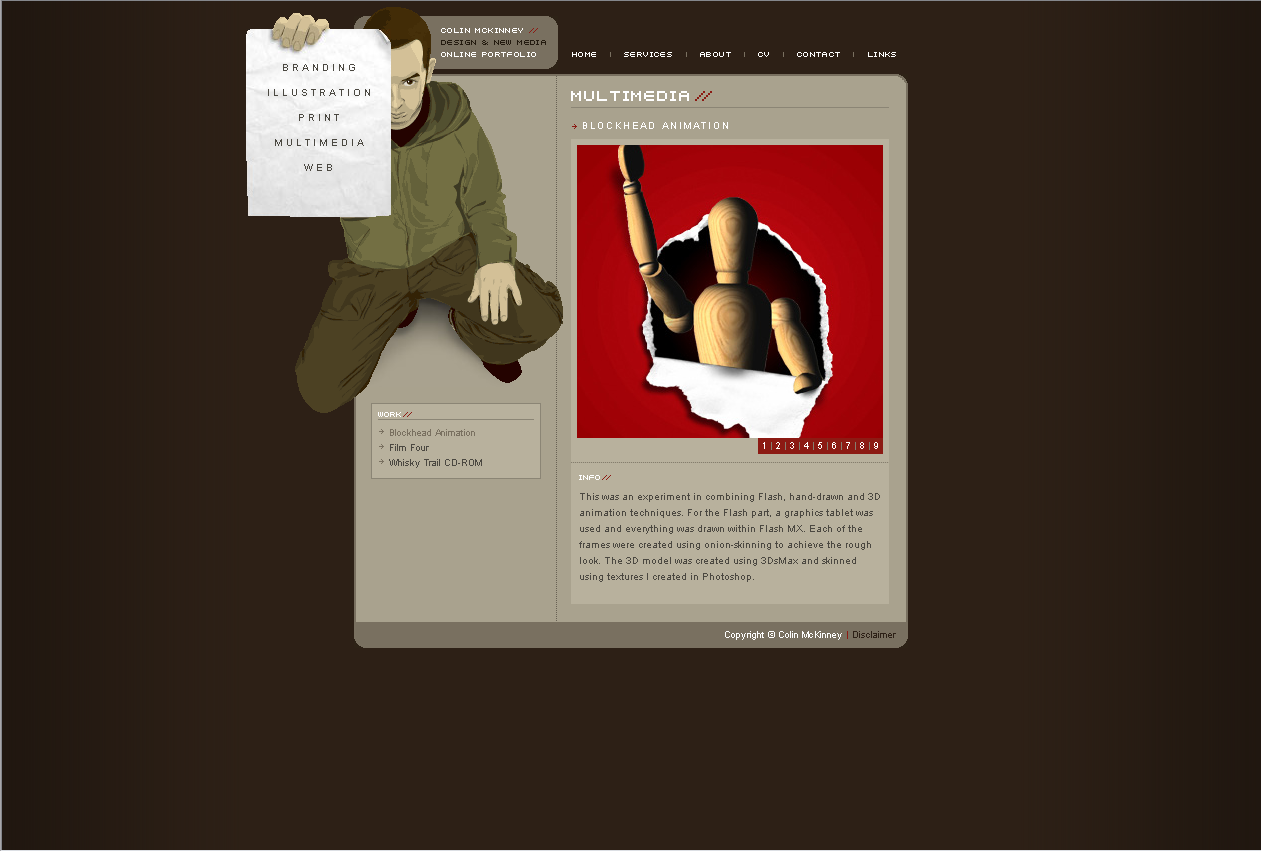 COLIN MCKINNEY //
DESIGN & NEW MEDIA
ONLINE PORTFOLIO
HOME | SERVICES | ABOUT | CV | CONTACT | LINKS
BRANDING
ILLUSTRATION
PRINT
MULTIMEDIA
WEB
MULTIMEDIA //
BLOCKHEAD ANIMATION
1 | 2 | 3 | 4 | 5 | 6 | 7 | 8 | 9
WORK//
Blockhead Animation
Film Four
Whisky Trail CD-ROM
INFO//
This was an experiment in combining Flash, hand-drawn and 3D
animation techniques. For the Flash part, a graphics tablet was
used and everything was drawn within Flash MX. Each of the
frames were created using onion-skinning to achieve the rough
look. The 3D model was created using 3DsMax and skinned
using textures I created in Photoshop.
Copyright © Colin McKinney | Disclaimer